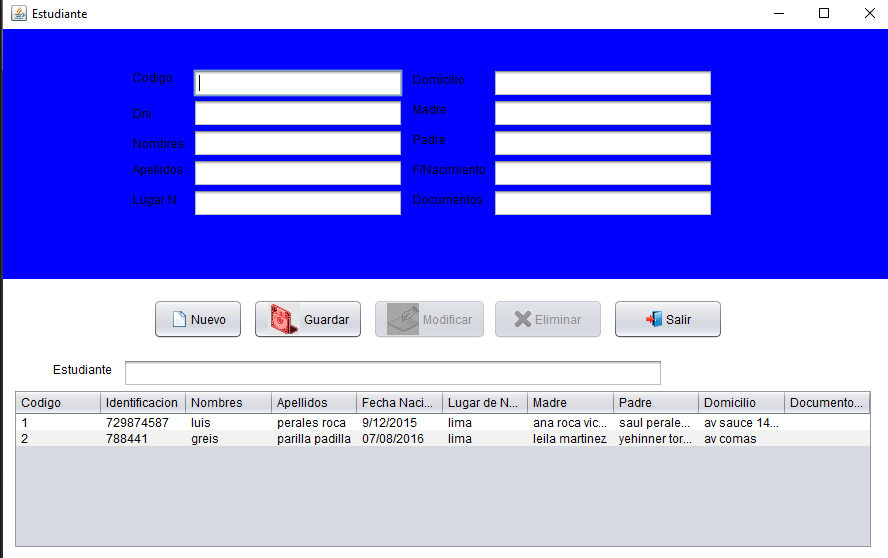 Estudiante
Codigo Domicilio
Dni Madre
Nombres Padre
Apellidos F/Nacimiento
Lugar N. Documentos
Nuevo Guardar Modificar Eliminar Salir
Estudiante
Codigo Identificacion Nombres Apellidos Fecha Naci... Lugar de N... Madre Padre Domicilio Documento...
1 729874587 luis perales roca 9/12/2015 lima ana roca vic... saul perale... av sauce 14...
2 788441 greis parilla padilla 07/08/2016 lima leila martinez yehinner tor... av comas